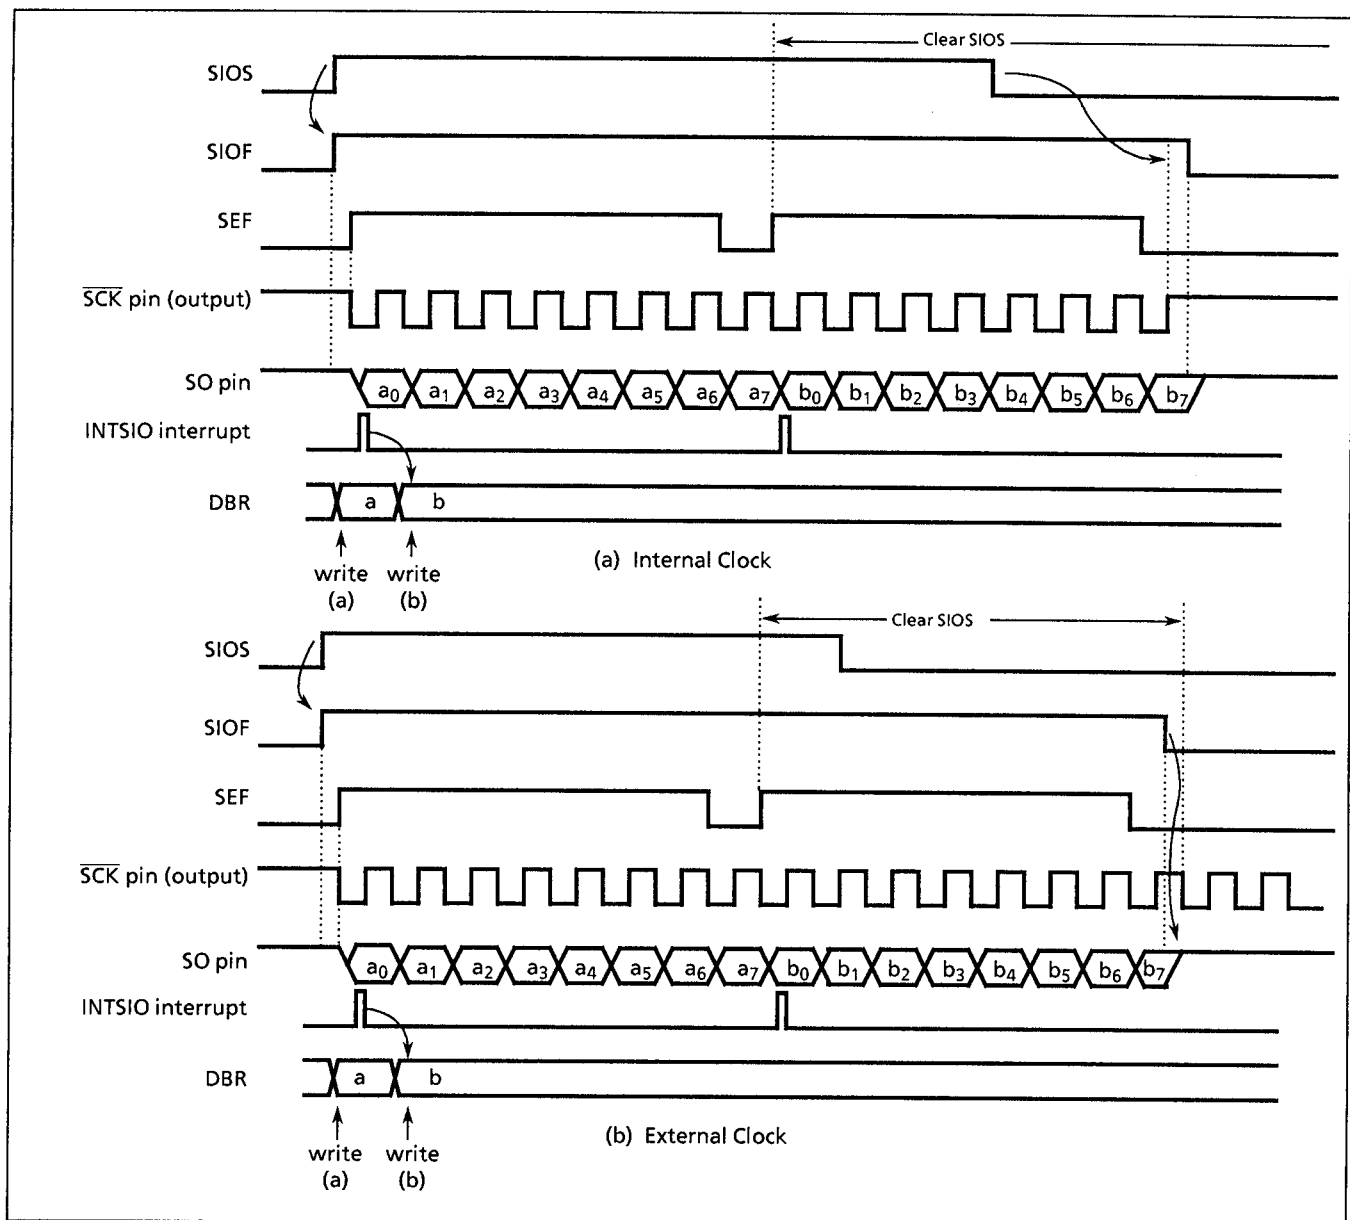 Clear SIOS
SIOS
SIOF
SEF
SCK pin (output)
SO pin a0 a1 a2 a3 a4 a5 a6 a7 b0 b1 b2 b3 b4 b5 b6 b7
INTSIO interrupt
DBR a b
(a) Internal Clock
write write
(a) (b)
Clear SIOS
SIOS
SIOF
SEF
SCK pin (output)
SO pin a0 a1 a2 a3 a4 a5 a6 a7 b0 b1 b2 b3 b4 b5 b6 b7
INTSIO interrupt
DBR a b
(b) External Clock
write write
(a) (b)